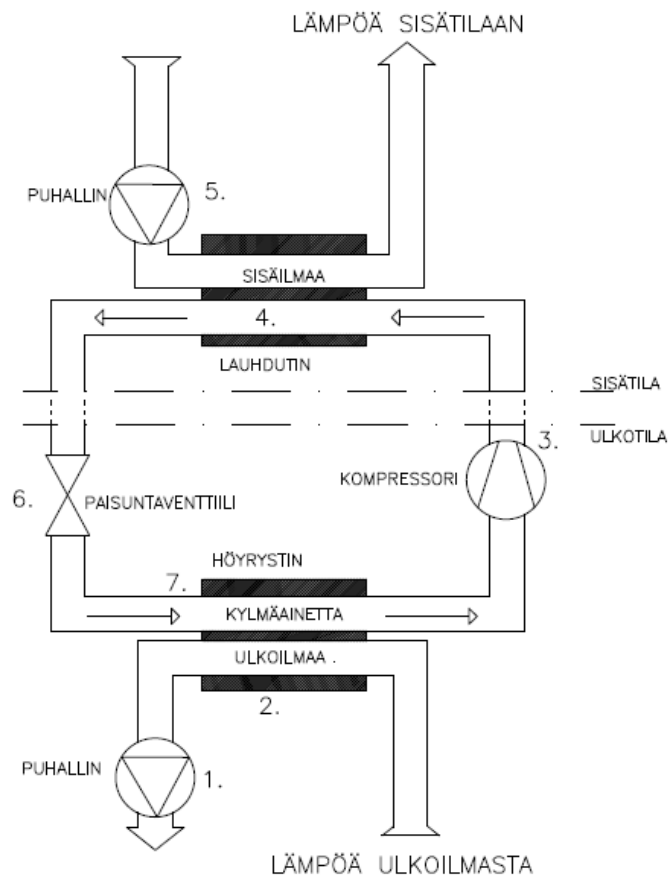 LÄMPÖÄ SISÄTILAAN
PUHALLIN
5.
SISÄILMAA
4.
LAUHDUTIN
SISÄTILA
ULKOTILA
3.
KOMPRESSORI
6.
PAISUNTAVENTTIILI
HÖYRYSTIN
7.
KYLMÄAINETTA
ULKOILMAA .
2.
PUHALLIN
1.
LÄMPÖÄ ULKOILMASTA